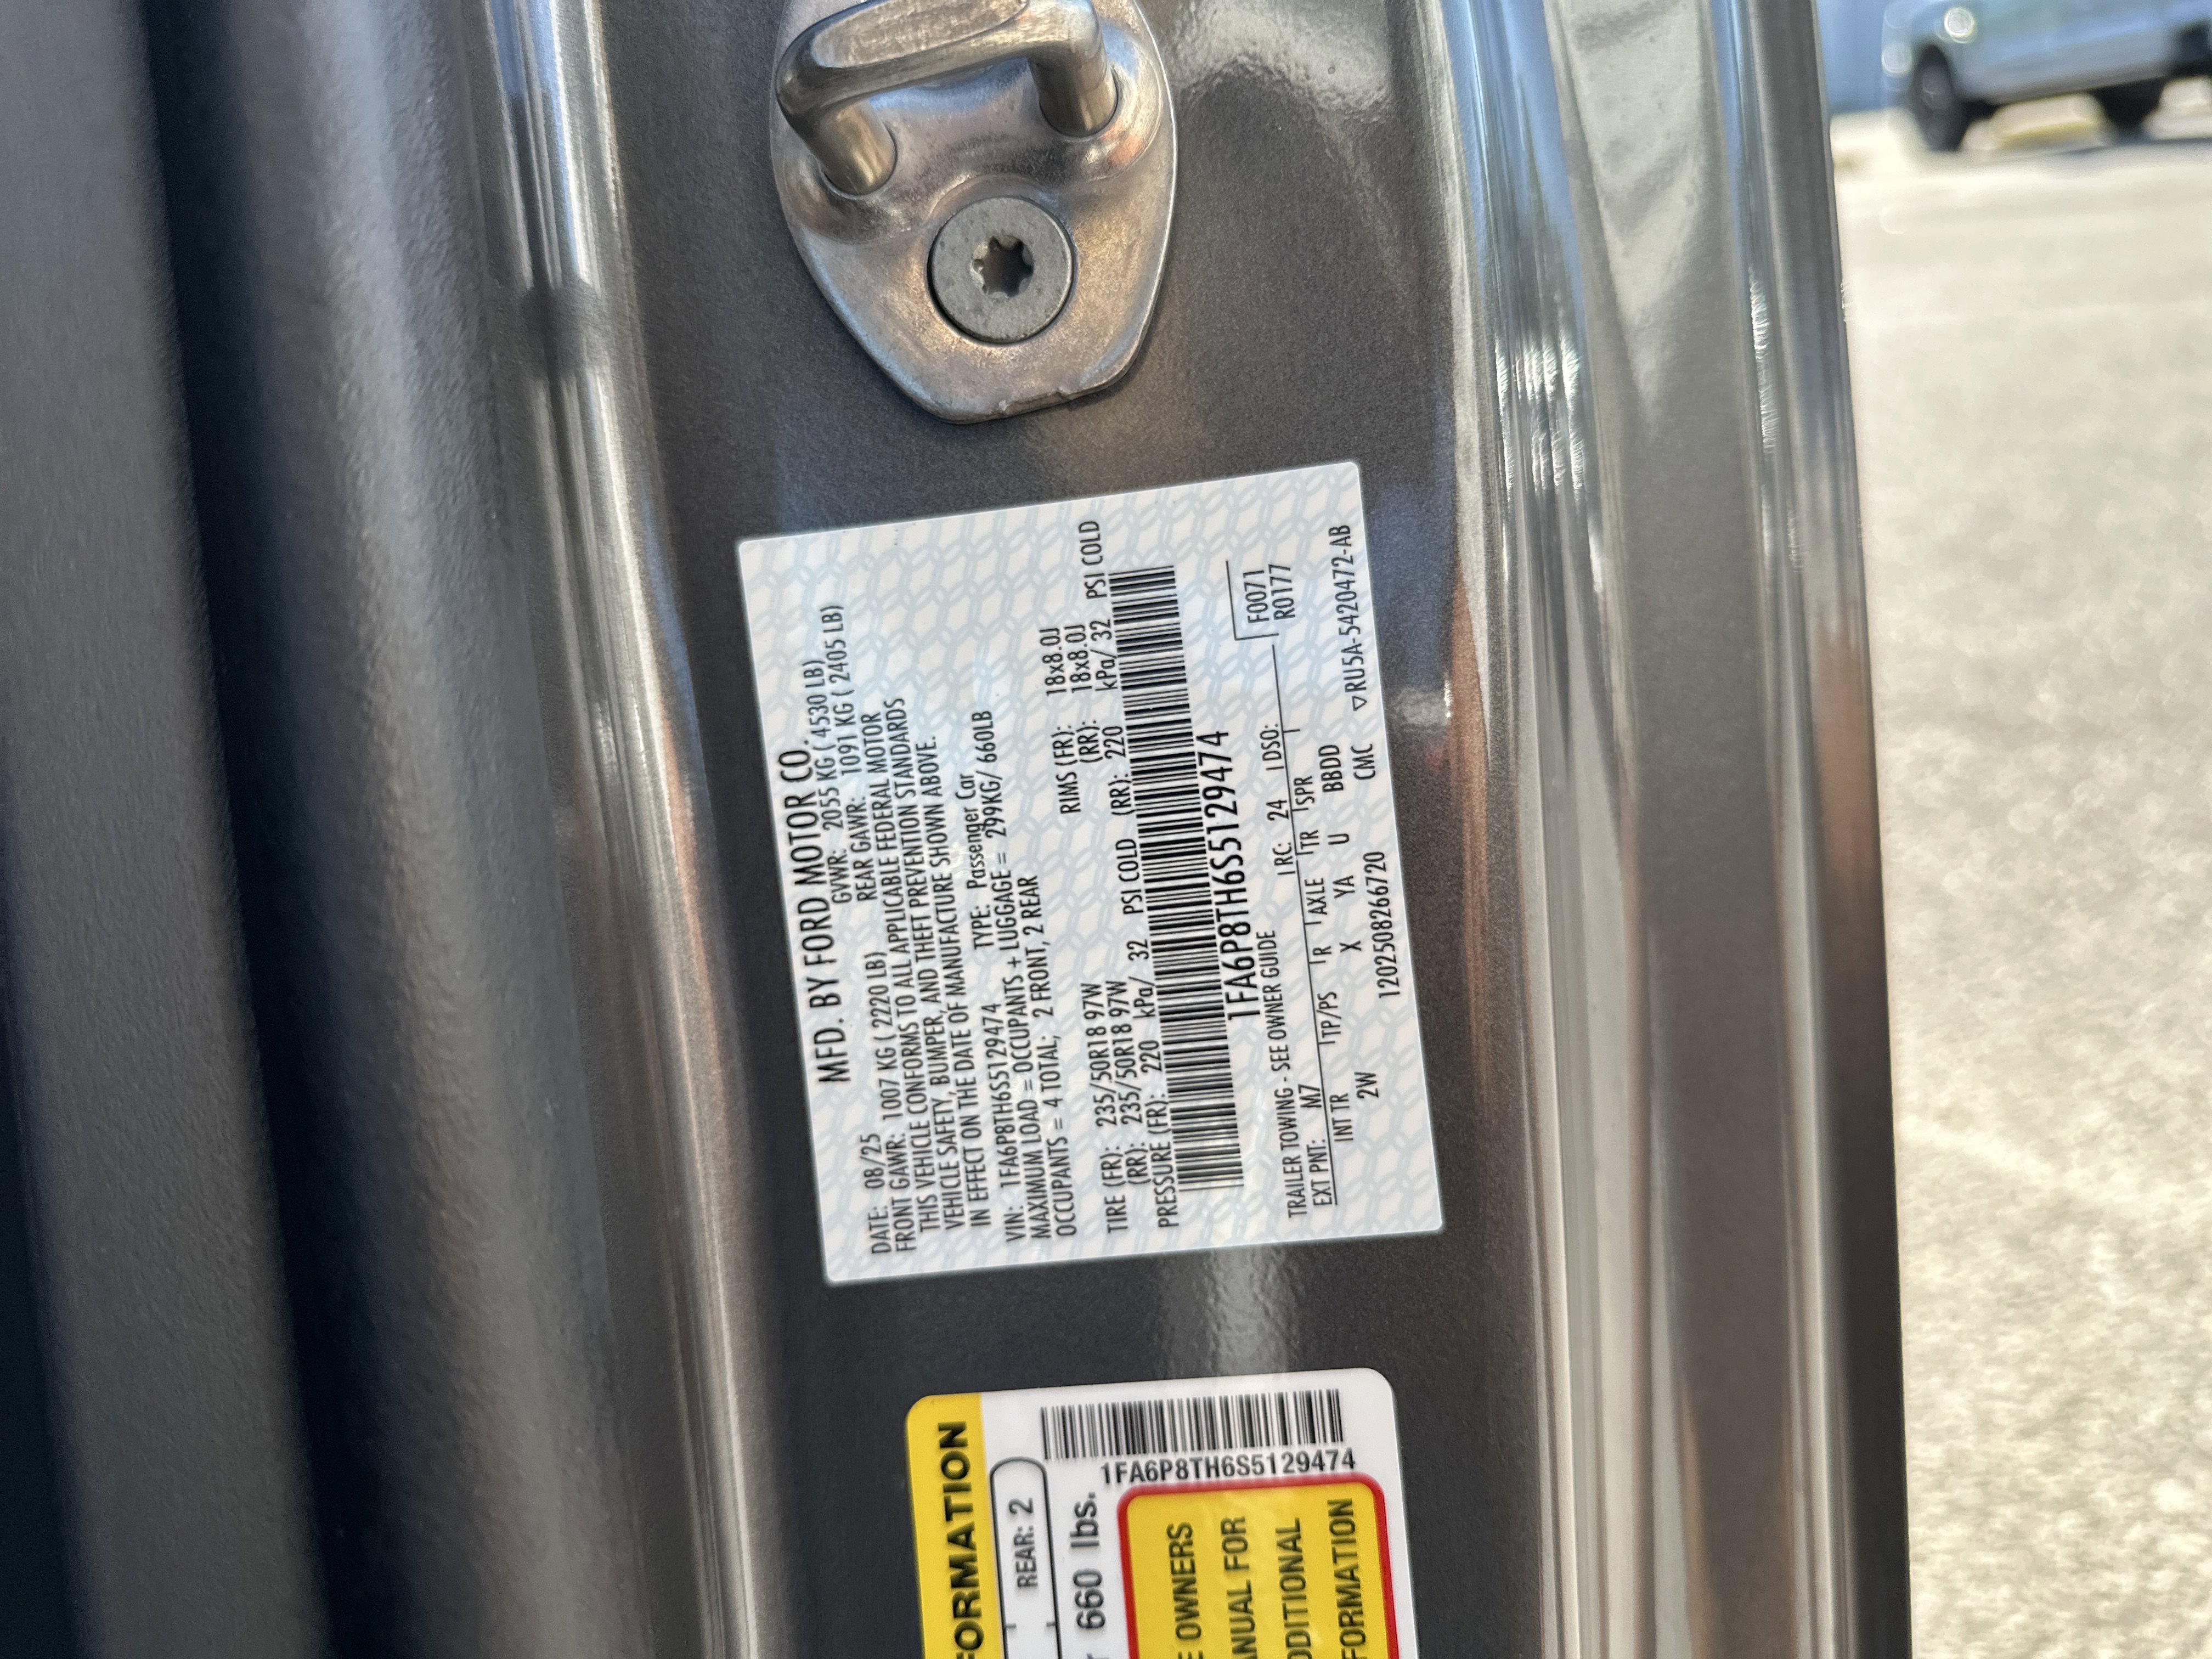 MFD. BY FORD MOTOR CO.
DATE: 08/25 GVWR: 2055 KG ( 4530 LB)
FRONT GAWR: 1007 KG ( 2220 LB) REAR GAWR: 1091 KG ( 2405 LB)
THIS VEHICLE CONFORMS TO ALL APPLICABLE FEDERAL MOTOR
VEHICLE SAFETY, BUMPER, AND THEFT PREVENTION STANDARDS
IN EFFECT ON THE DATE OF MANUFACTURE SHOWN ABOVE.
VIN: 1FA6P8TH6S5129474 TYPE: Passenger Car
MAXIMUM LOAD = OCCUPANTS + LUGGAGE = 299KG/ 660LB
OCCUPANTS = 4 TOTAL; 2 FRONT, 2 REAR
TIRE (FR): 235/50R18 97W RIMS (FR): 18x8.0J
(RR): 235/50R18 97W (RR): 18x8.0J
PRESSURE (FR): 220 kPa/ 32 PSI COLD (RR): 220 kPa/ 32 PSI COLD
1FA6P8TH6S5129474
TRAILER TOWING - SEE OWNER GUIDE
F0071
EXT PNT: M7 RC: 24 DSO: R0177
INT TR TP/PS R AXLE TR SPR
2W X YA U BBDD
120250826720 CMC ▽RU5A-5420472-AB
FORMATION
REAR: 2
660 lbs.
1FA6P8TH6S5129474
OWNERS
ANUAL FOR
DDITIONAL
FORMATION